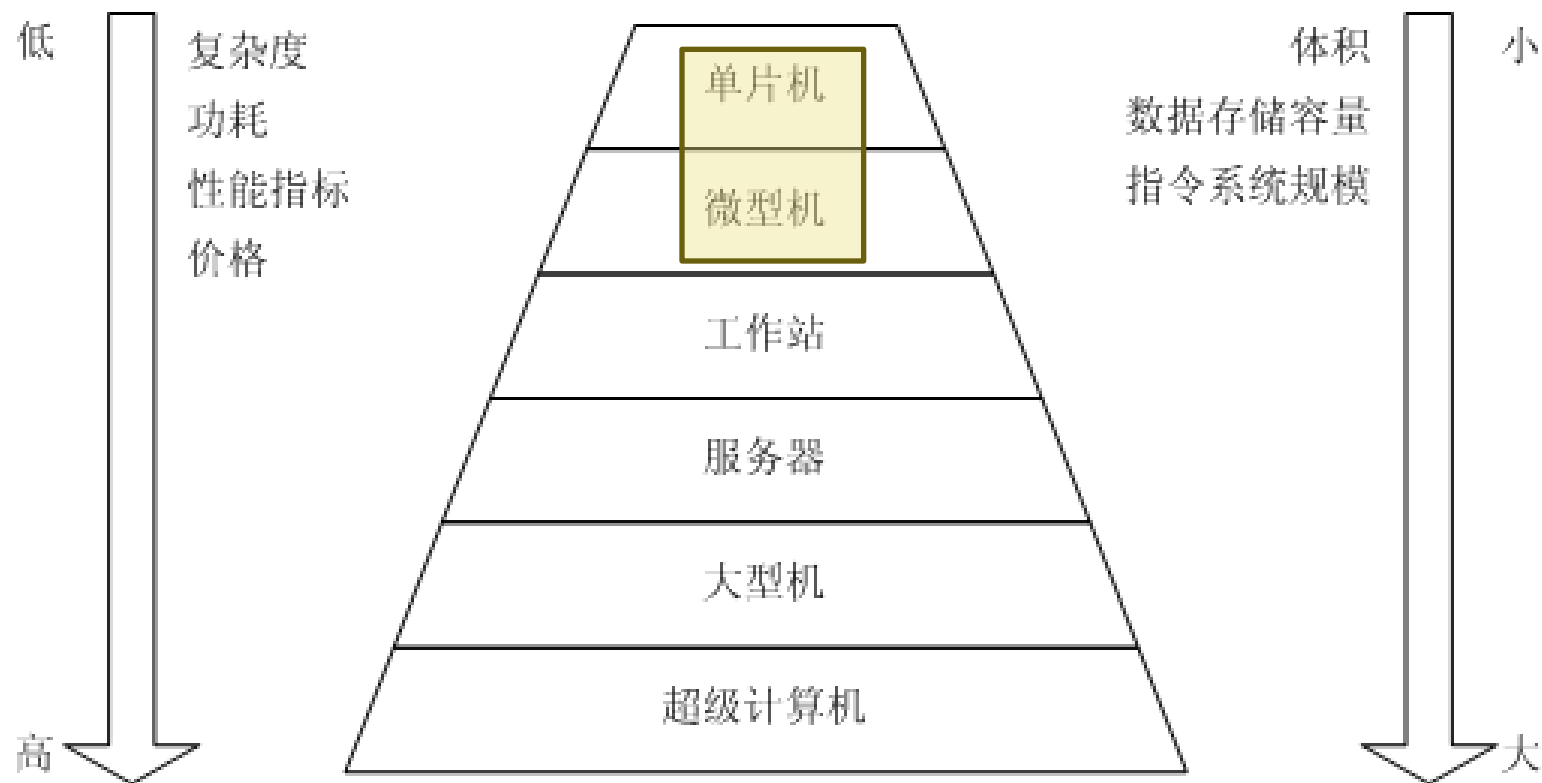 低
复杂度
功耗
性能指标
价格
高
单片机
微型机
工作站
服务器
大型机
超级计算机
体积
数据存储容量
指令系统规模
小
大